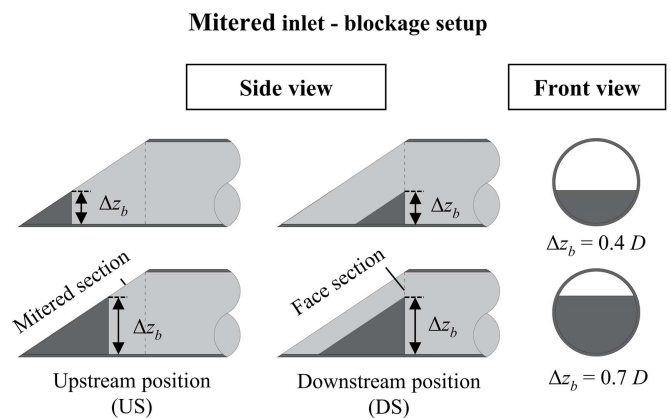 Mitered inlet - blockage setup
Side view
Front view
Δz_b
Δz_b
Δz_b = 0.4 D
Mitered section
Face section
Δz_b
Δz_b
Δz_b = 0.7 D
Upstream position
(US)
Downstream position
(DS)